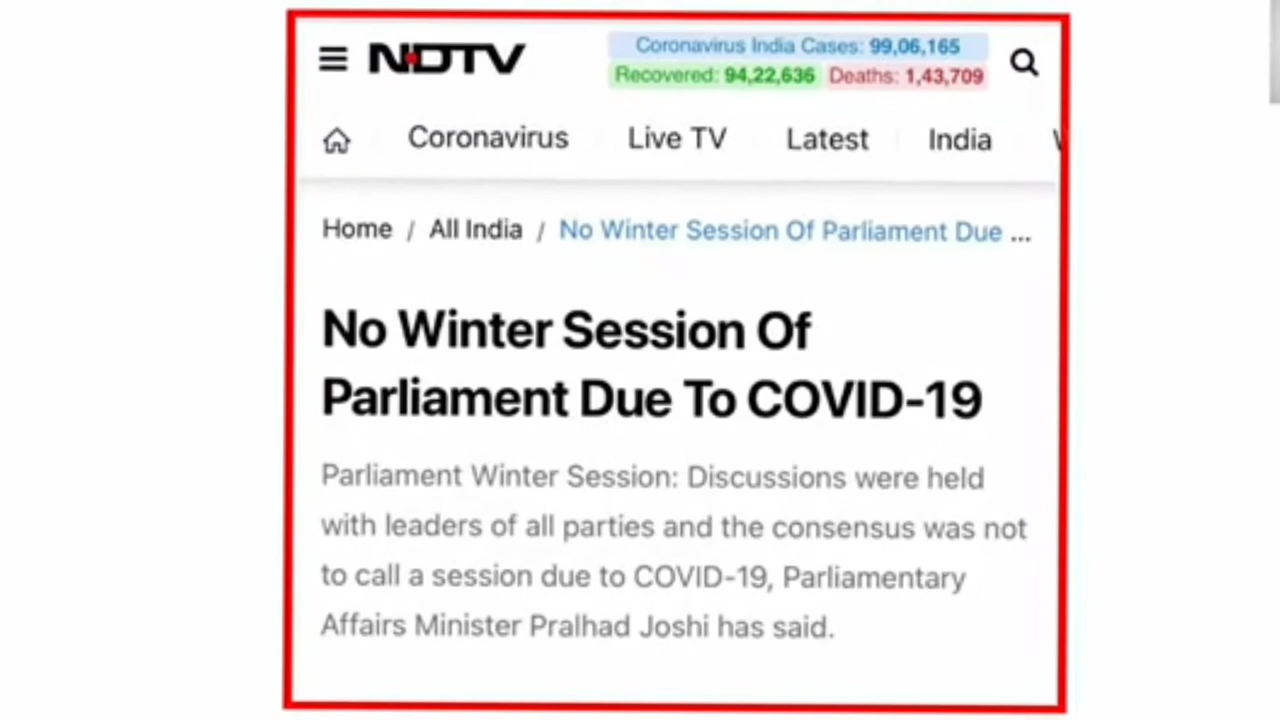 NDTV
Coronavirus India Cases: 99,06,165
Recovered: 94,22,636 Deaths: 1,43,709
Coronavirus Live TV Latest India
Home / All India / No Winter Session Of Parliament Due ...
No Winter Session Of
Parliament Due To COVID-19
Parliament Winter Session: Discussions were held
with leaders of all parties and the consensus was not
to call a session due to COVID-19, Parliamentary
Affairs Minister Pralhad Joshi has said.